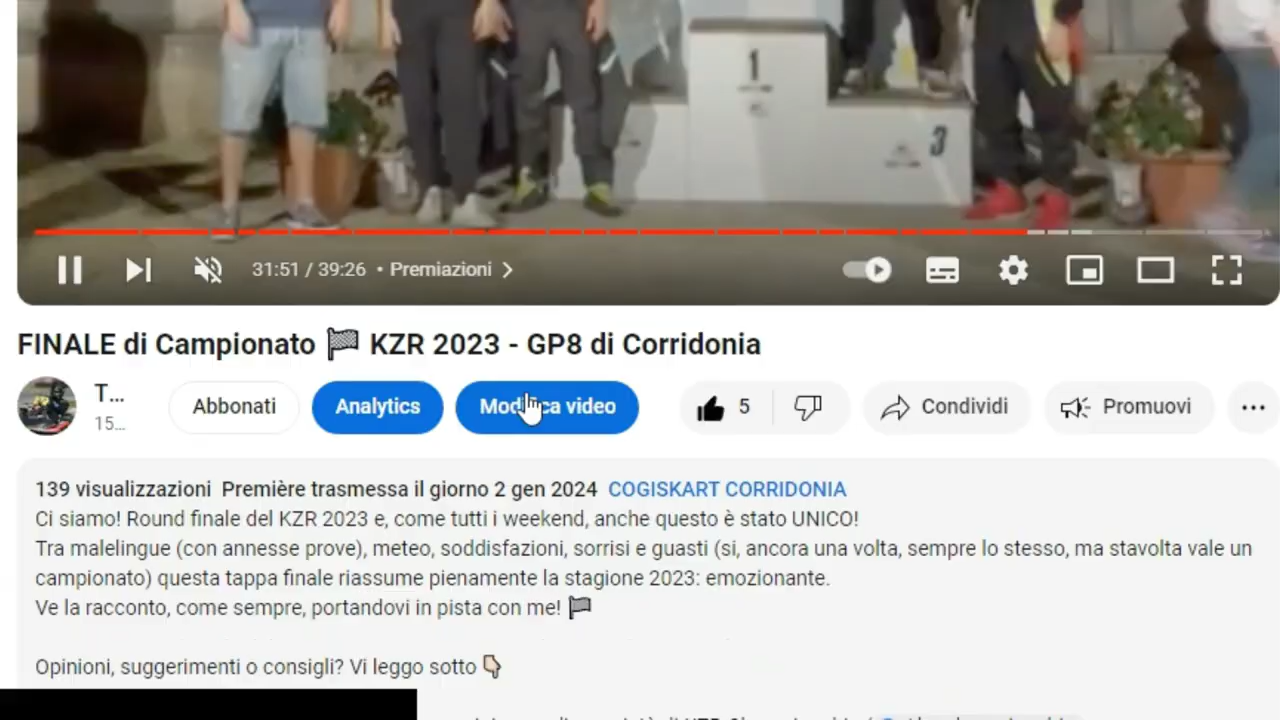 1
3
31:51 / 39:26 • Premiazioni
FINALE di Campionato 🏁 KZR 2023 - GP8 di Corridonia
T...
15...
Abbonati
Analytics
Modifica video
5
Condividi
Promuovi
139 visualizzazioni Première trasmessa il giorno 2 gen 2024 COGISKART CORRIDONIA
Ci siamo! Round finale del KZR 2023 e, come tutti i weekend, anche questo è stato UNICO!
Tra malelingue (con annesse prove), meteo, soddisfazioni, sorrisi e guasti (si, ancora una volta, sempre lo stesso, ma stavolta vale un
campionato) questa tappa finale riassume pienamente la stagione 2023: emozionante.
Ve la racconto, come sempre, portandovi in pista con me! 🏴
Opinioni, suggerimenti o consigli? Vi leggo sotto 👇🏻